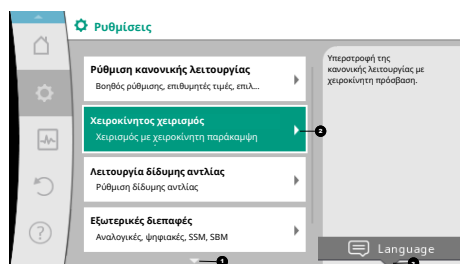 Ρυθμίσεις
Ρύθμιση κανονικής λειτουργίας
Βοηθός ρύθμισης, επιθυμητές τιμές, επιλ...
Χειροκίνητος χειρισμός
Χειρισμός με χειροκίνητη παράκαμψη
Λειτουργία δίδυμης αντλίας
Ρύθμιση δίδυμης αντλίας
Εξωτερικές διεπαφές
Αναλογικές, ψηφιακές, SSM, SBM
Υπερστροφή της
κανονικής λειτουργίας με
χειροκίνητη πρόσβαση.
2
Language
1